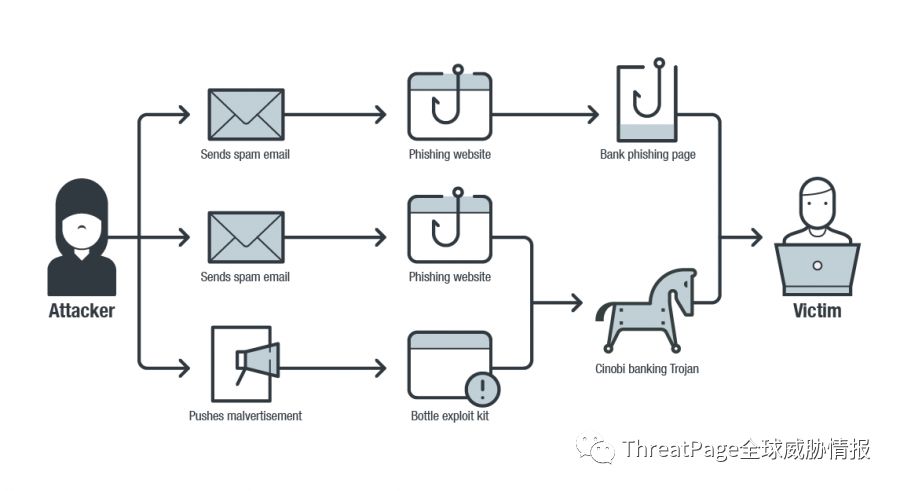 Sends spam email
Phishing website
Bank phishing page
Attacker
Sends spam email
Phishing website
Victim
Cinobi banking Trojan
Pushes malvertisement
Bottle exploit kit
ThreatPage全球威胁情报